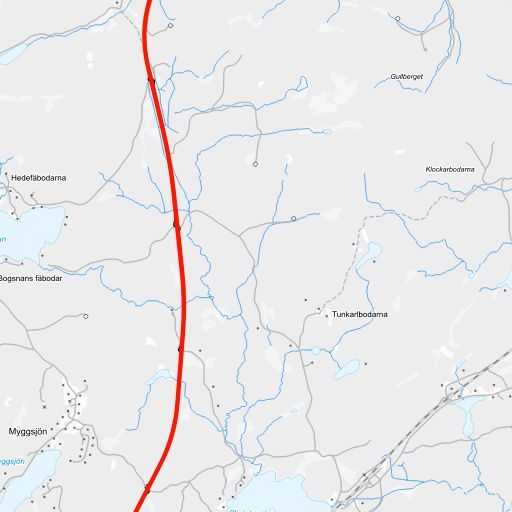 Gullberget
Klockarbodarna
Hedefäbodarna
Bogsnans fäbodar
Tunkarlbodarna
Myggsjön